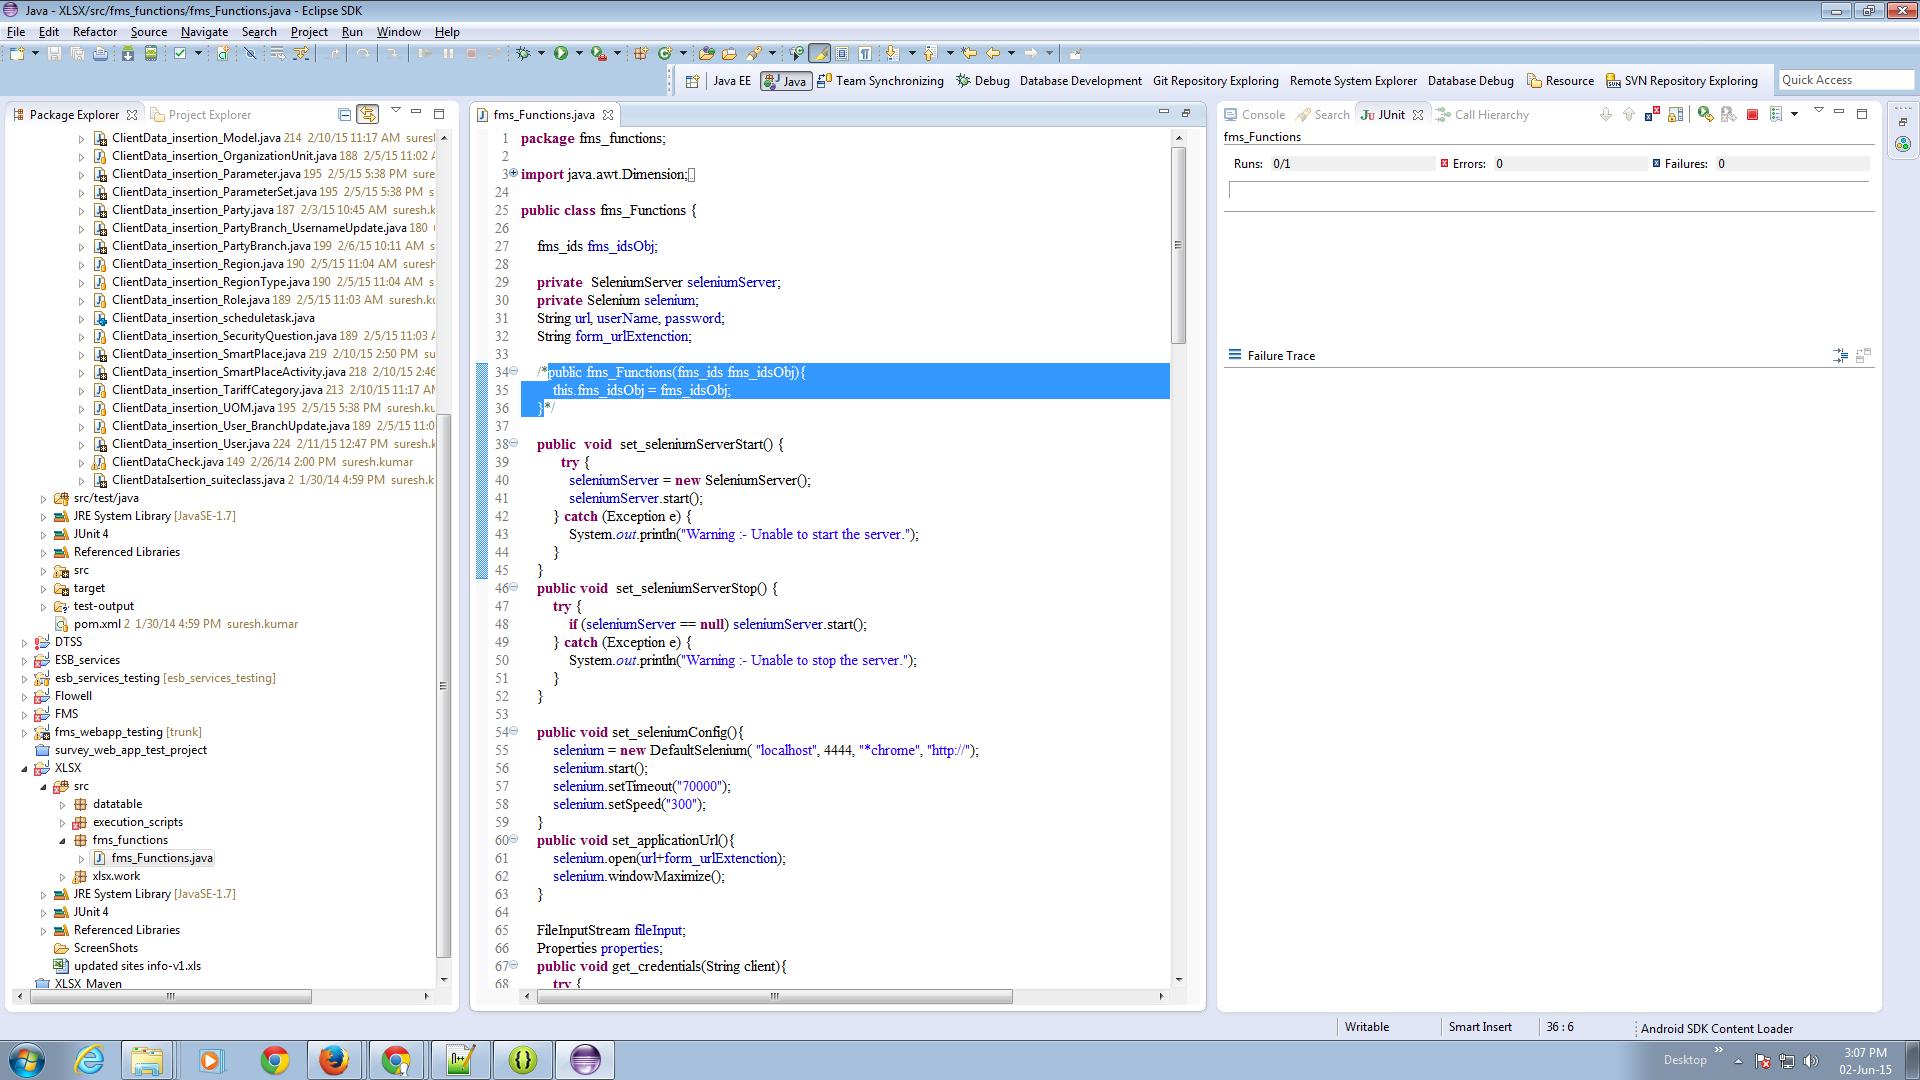 Java - XLSX/src/fms_functions/fms_Functions.java - Eclipse SDK
File Edit Refactor Source Navigate Search Project Run Window Help
Java EE Java Team Synchronizing Debug Database Development Git Repository Exploring Remote System Explorer Database Debug Resource SVN Repository Exploring Quick Access
Package Explorer Project Explorer
ClientData_insertion_Model.java 214 2/10/15 11:17 AM suresl
ClientData_insertion_OrganizationUnit.java 188 2/5/15 11:02 A
ClientData_insertion_Parameter.java 195 2/5/15 5:38 PM suresh
ClientData_insertion_ParameterSet.java 195 2/5/15 5:38 PM s
ClientData_insertion_Party.java 187 2/3/15 10:45 AM suresh.ku
ClientData_insertion_PartyBranch_UsernameUpdate.java 180
ClientData_insertion_PartyBranch.java 199 2/6/15 10:11 AM s
ClientData_insertion_Region.java 190 2/5/15 11:04 AM suresh
ClientData_insertion_RegionType.java 190 2/5/15 11:04 AM s
ClientData_insertion_Role.java 189 2/5/15 11:03 AM suresh.ku
ClientData_insertion_scheduletask.java
ClientData_insertion_SecurityQuestion.java 189 2/5/15 11:03 A
ClientData_insertion_SmartPlace.java 219 2/10/15 2:50 PM su
ClientData_insertion_SmartPlaceActivity.java 218 2/10/15 2:46
ClientData_insertion_TariffCategory.java 213 2/10/15 11:17 AM
ClientData_insertion_UOM.java 195 2/5/15 5:38 PM suresh.ku
ClientData_insertion_User_BranchUpdate.java 189 2/5/15 11:0
ClientData_insertion_User.java 224 2/11/15 12:47 PM suresh.k
ClientDataCheck.java 149 2/26/14 2:00 PM suresh.kumar
ClientDataIsertion_suiteclass.java 2 1/30/14 4:59 PM suresh.k
src/test/java
JRE System Library [JavaSE-1.7]
JUnit 4
Referenced Libraries
src
target
test-output
pom.xml 2 1/30/14 4:59 PM suresh.kumar
DTSS
ESB_services
esb_services_testing [esb_services_testing]
Flowell
FMS
fms_webapp_testing [trunk]
survey_web_app_test_project
XLSX
src
datatable
execution_scripts
fms_functions
fms_Functions.java
xlsx.work
JRE System Library [JavaSE-1.7]
JUnit 4
Referenced Libraries
ScreenShots
updated sites info-v1.xls
XLSX Maven
fms_Functions.java
1 package fms_functions;
2
3 import java.awt.Dimension;
24
25 public class fms_Functions {
26
27 fms_ids fms_idsObj;
28
29 private SeleniumServer seleniumServer;
30 private Selenium selenium;
31 String url, userName, password;
32 String form_urlExtenction;
33
34 /*public fms_Functions(fms_ids fms_idsObj){
35 this.fms_idsObj = fms_idsObj;
36 }*/
37
38 public void set_seleniumServerStart() {
39 try {
40 seleniumServer = new SeleniumServer();
41 seleniumServer.start();
42 } catch (Exception e) {
43 System.out.println("Warning :- Unable to start the server.");
44 }
45 }
46 public void set_seleniumServerStop() {
47 try {
48 if (seleniumServer == null) seleniumServer.start();
49 } catch (Exception e) {
50 System.out.println("Warning :- Unable to stop the server.");
51 }
52 }
53
54 public void set_seleniumConfig(){
55 selenium = new DefaultSelenium( "localhost", 4444, "*chrome", "http://");
56 selenium.start();
57 selenium.setTimeout("70000");
58 selenium.setSpeed("300");
59 }
60 public void set_applicationUrl(){
61 selenium.open(url+form_urlExtenction);
62 selenium.windowMaximize();
63 }
64
65 FileInputStream fileInput;
66 Properties properties;
67 public void get_credentials(String client){
68 try {
Console Search JUnit Call Hierarchy
fms_Functions
Runs: 0/1 Errors: 0 Failures: 0
Failure Trace
Writable Smart Insert 36 : 6 Android SDK Content Loader
Desktop 3:07 PM
02-Jun-15